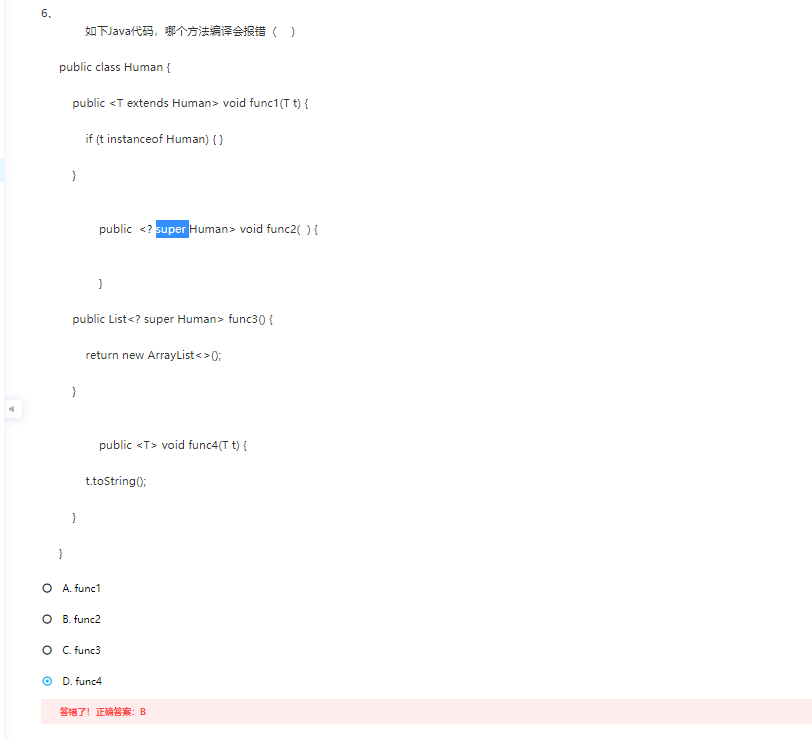 6、
如下Java代码，哪个方法编译会报错（ ）
public class Human {
public <T extends Human> void func1(T t) {
if (t instanceof Human) { }
}
public <? super Human> void func2( ) {
}
public List<? super Human> func3() {
return new ArrayList<>();
}
public <T> void func4(T t) {
t.toString();
}
}
A. func1
B. func2
C. func3
D. func4
答错了！正确答案：B